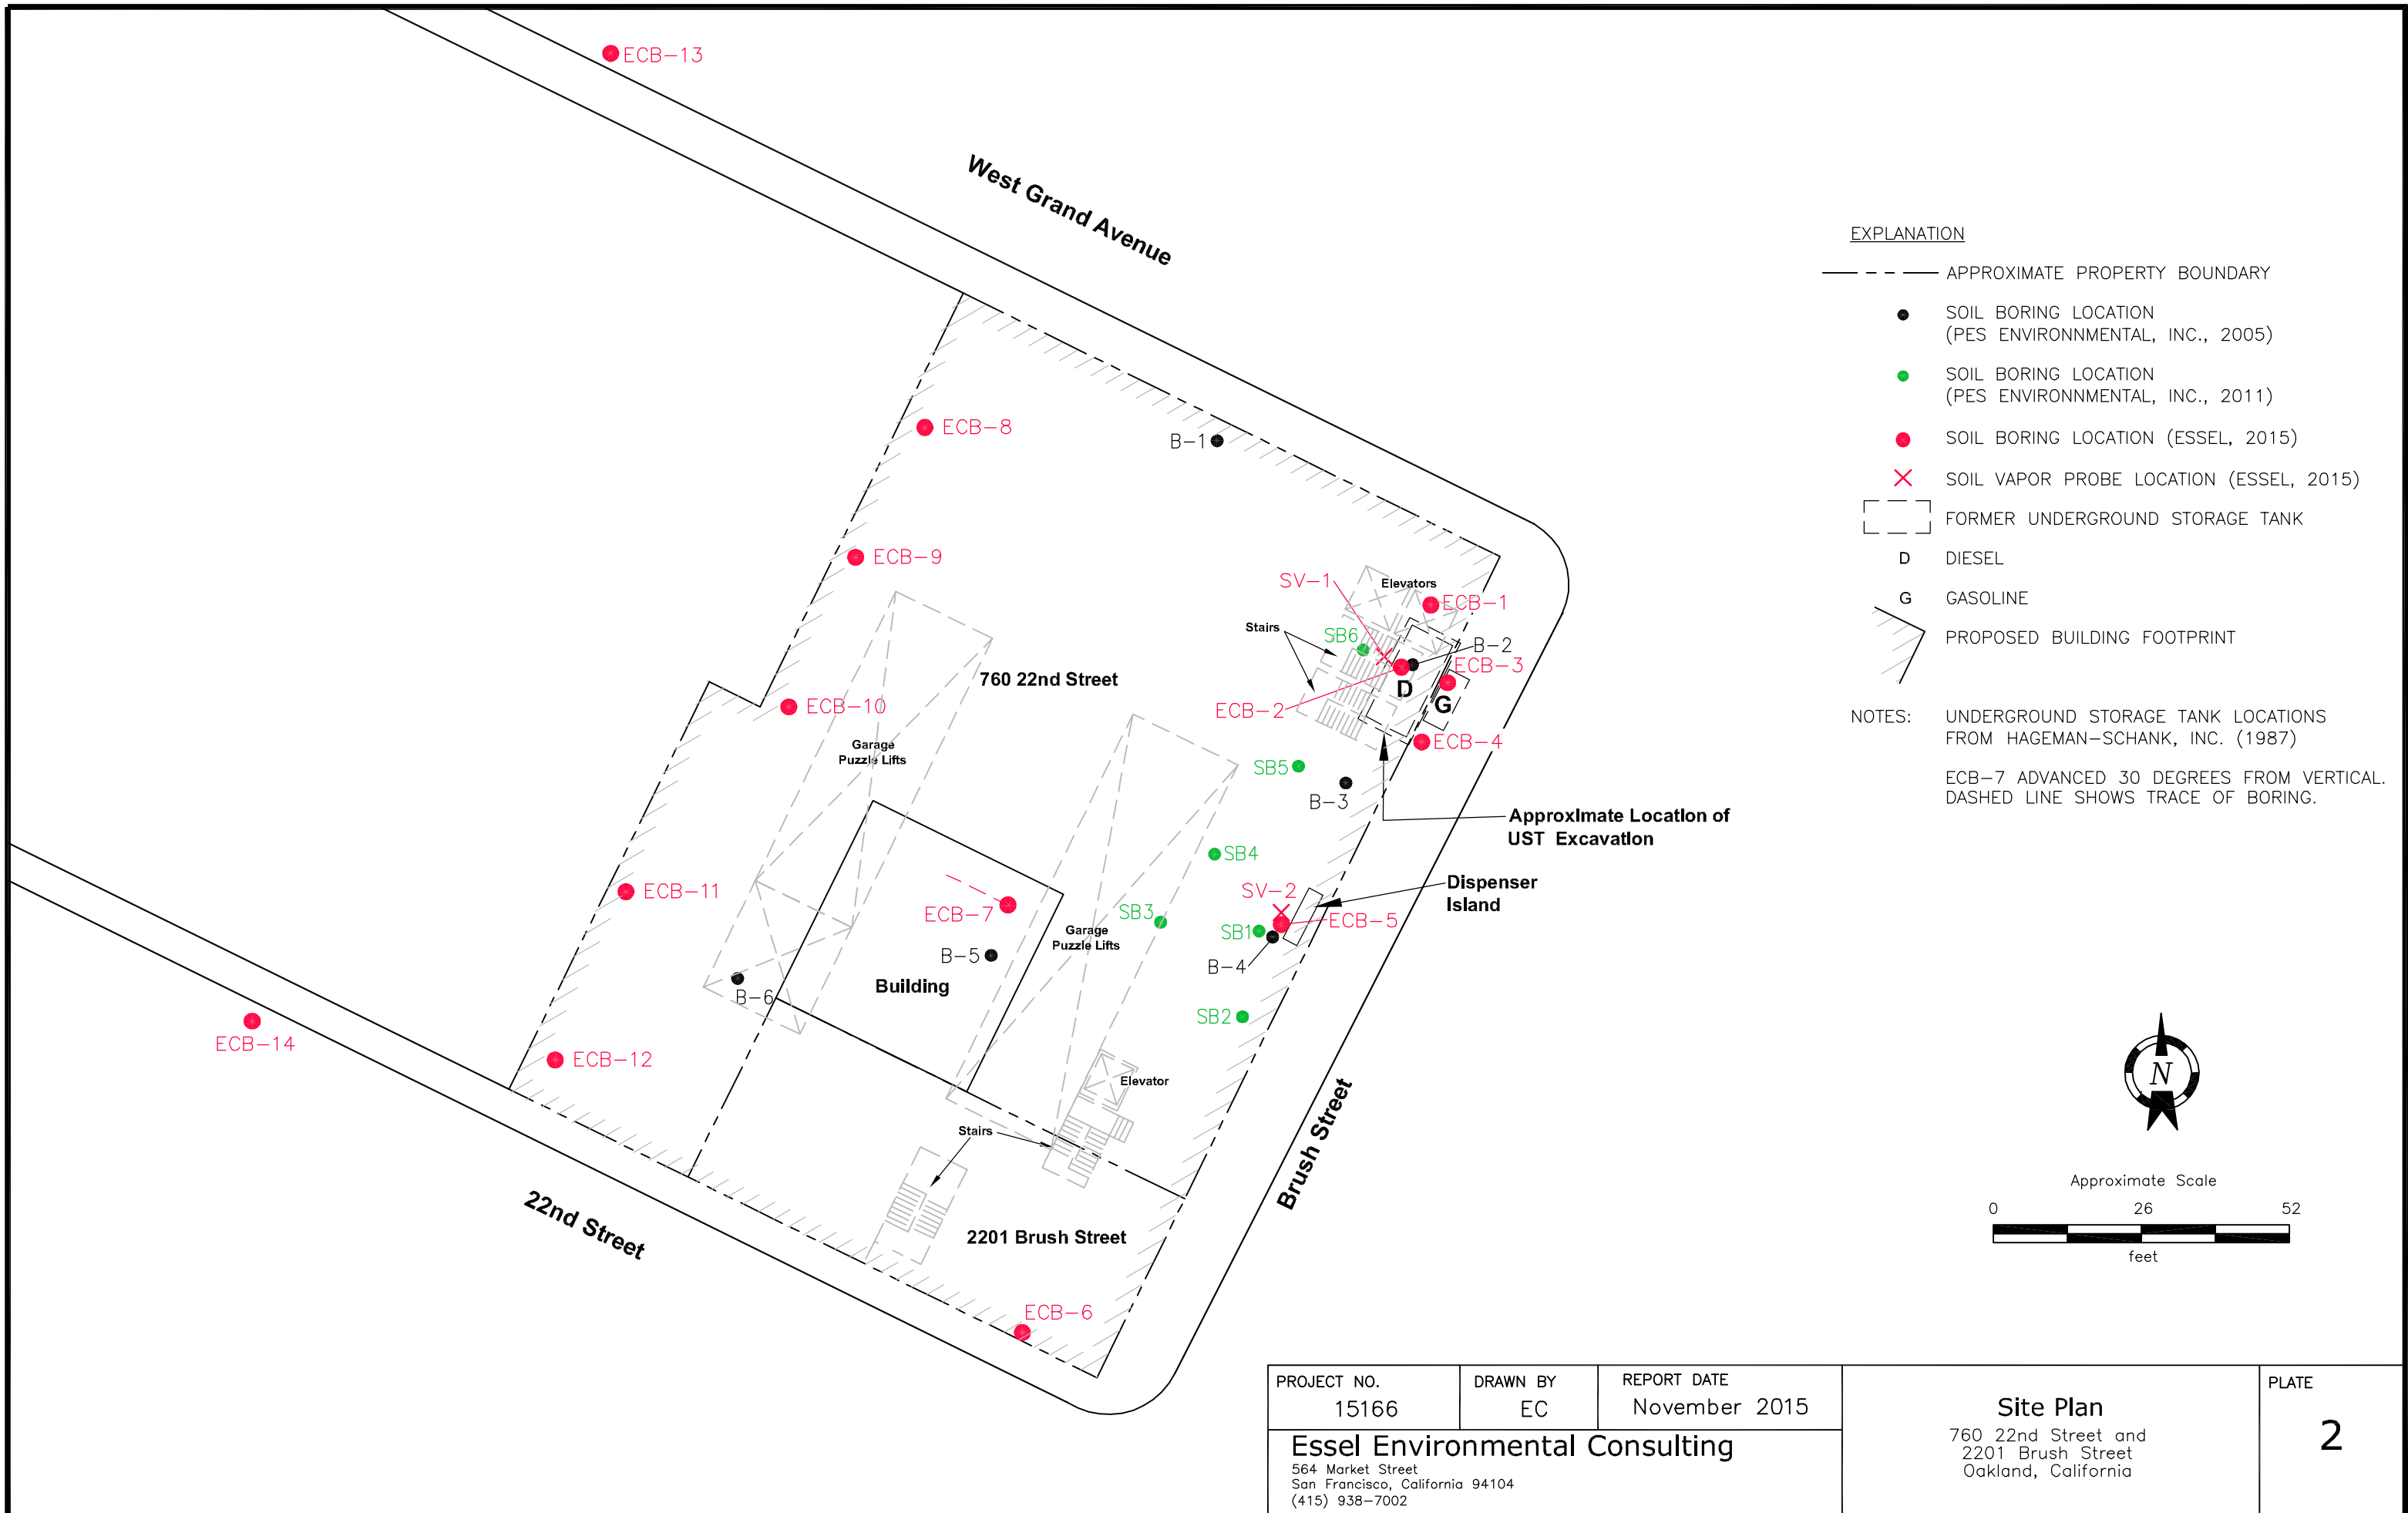 ECB-13
West Grand Avenue
ECB-8
B-1
ECB-9
Elevators
SV-1
ECB-1
Stairs
SB6
B-2
ECB-3
760 22nd Street
D
ECB-2
G
ECB-10
ECB-4
Garage
Puzzle Lifts
SB5
B-3
Approximate Location of
UST Excavation
SB4
Dispenser
Island
ECB-11
SV-2
ECB-7
SB3
ECB-5
SB1
Garage
Puzzle Lifts
B-5
B-4
Building
B-6
SB2
ECB-14
ECB-12
Elevator
Stairs
Brush Street
22nd Street
2201 Brush Street
ECB-6
EXPLANATION
APPROXIMATE PROPERTY BOUNDARY
SOIL BORING LOCATION
(PES ENVIRONNMENTAL, INC., 2005)
SOIL BORING LOCATION
(PES ENVIRONNMENTAL, INC., 2011)
SOIL BORING LOCATION (ESSEL, 2015)
SOIL VAPOR PROBE LOCATION (ESSEL, 2015)
FORMER UNDERGROUND STORAGE TANK
D DIESEL
G GASOLINE
PROPOSED BUILDING FOOTPRINT
NOTES: UNDERGROUND STORAGE TANK LOCATIONS
FROM HAGEMAN-SCHANK, INC. (1987)
ECB-7 ADVANCED 30 DEGREES FROM VERTICAL.
DASHED LINE SHOWS TRACE OF BORING.
N
Approximate Scale
0 26 52
feet
PROJECT NO.
15166
DRAWN BY
EC
REPORT DATE
November 2015
Essel Environmental Consulting
564 Market Street
San Francisco, California 94104
(415) 938-7002
Site Plan
760 22nd Street and
2201 Brush Street
Oakland, California
PLATE
2